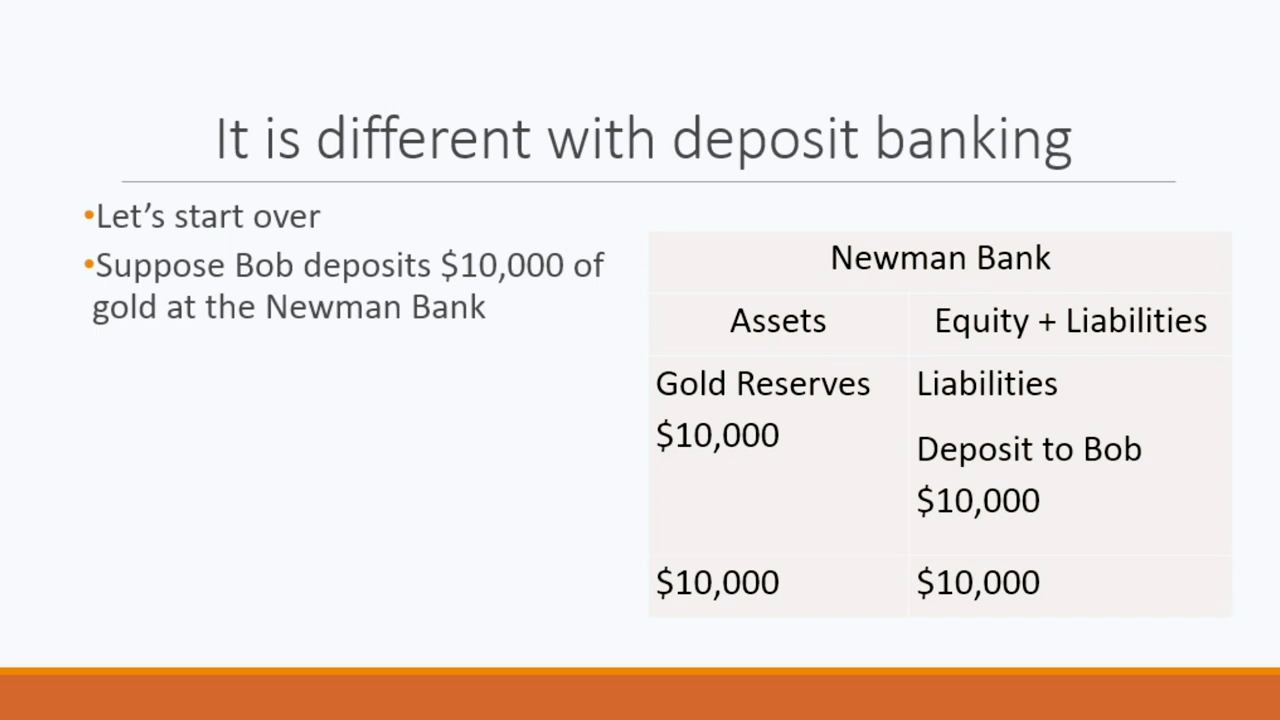 It is different with deposit banking
•Let’s start over
•Suppose Bob deposits $10,000 of
gold at the Newman Bank
Newman Bank
Assets Equity + Liabilities
Gold Reserves Liabilities
$10,000
Deposit to Bob
$10,000
$10,000 $10,000